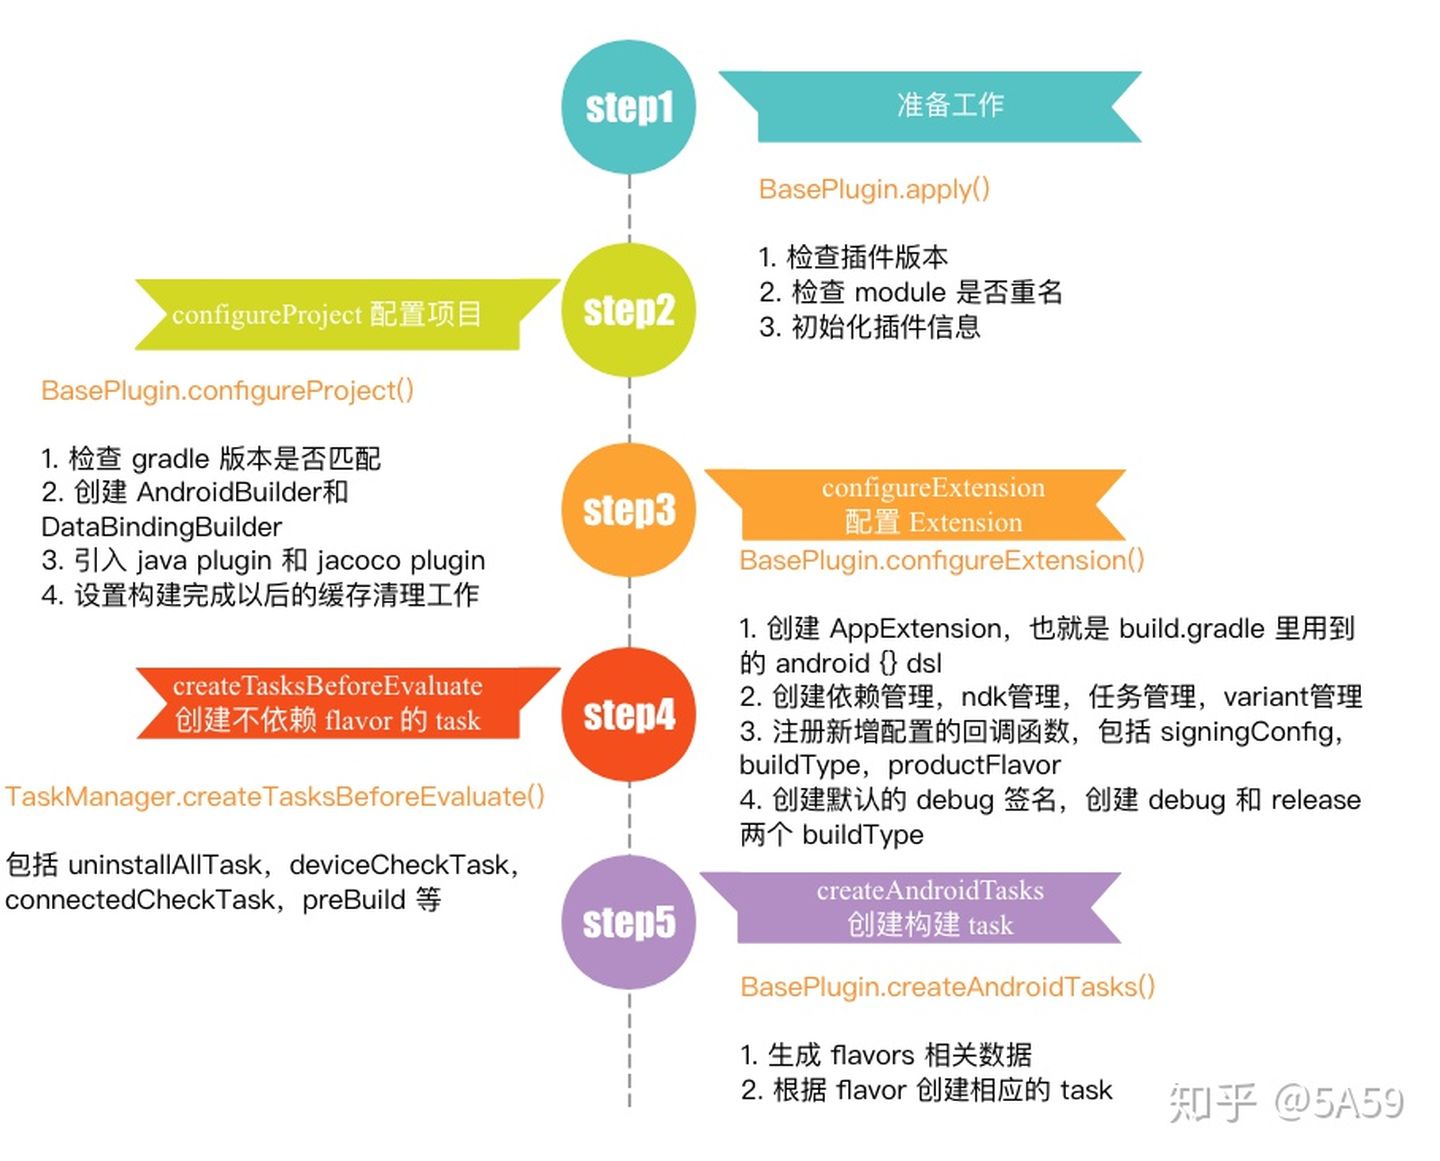 step1
准备工作
BasePlugin.apply()
1. 检查插件版本
2. 检查 module 是否重名
3. 初始化插件信息
step2
configureProject 配置项目
BasePlugin.configureProject()
1. 检查 gradle 版本是否匹配
2. 创建 AndroidBuilder和
DataBindingBuilder
3. 引入 java plugin 和 jacoco plugin
4. 设置构建完成以后的缓存清理工作
step3
configureExtension
配置 Extension
BasePlugin.configureExtension()
1. 创建 AppExtension，也就是 build.gradle 里用到
的 android {} dsl
2. 创建依赖管理，ndk管理，任务管理，variant管理
3. 注册新增配置的回调函数，包括 signingConfig，
buildType，productFlavor
4. 创建默认的 debug 签名，创建 debug 和 release
两个 buildType
step4
createTasksBeforeEvaluate
创建不依赖 flavor 的 task
TaskManager.createTasksBeforeEvaluate()
包括 uninstallAllTask，deviceCheckTask，
connectedCheckTask，preBuild 等
step5
createAndroidTasks
创建构建 task
BasePlugin.createAndroidTasks()
1. 生成 flavors 相关数据
2. 根据 flavor 创建相应的 task
知乎 @5A59